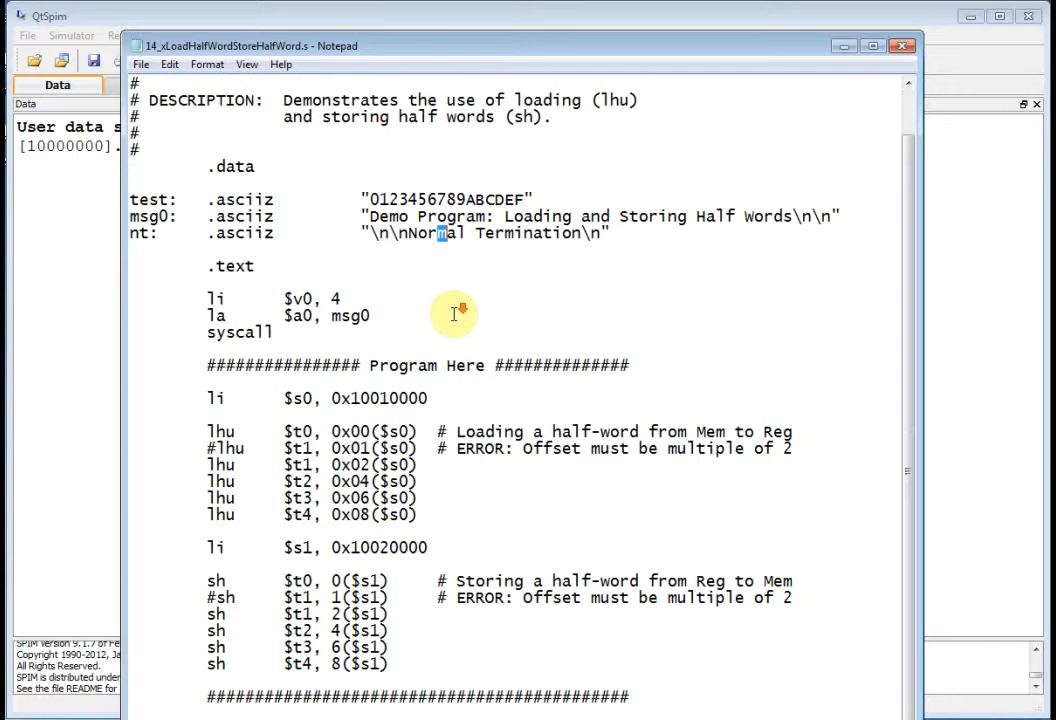 QtSpim
File Simulator Re
Data
Data
User data s
[10000000].
SPIM Version 9.1.7 of Fe
Copyright 1990-2012, Ja
All Rights Reserved.
SPIM is distributed under
See the file README for
14_xLoadHalfWordStoreHalfWord.s - Notepad
File Edit Format View Help
#
# DESCRIPTION: Demonstrates the use of loading (lhu)
# and storing half words (sh).
#
#
.data
test: .asciiz "0123456789ABCDEF"
msg0: .asciiz "Demo Program: Loading and Storing Half Words\n\n"
nt: .asciiz "\n\nNormal Termination\n"
.text
li $v0, 4
la $a0, msg0
syscall
################ Program Here ##############
li $s0, 0x10010000
lhu $t0, 0x00($s0) # Loading a half-word from Mem to Reg
#lhu $t1, 0x01($s0) # ERROR: Offset must be multiple of 2
lhu $t1, 0x02($s0)
lhu $t2, 0x04($s0)
lhu $t3, 0x06($s0)
lhu $t4, 0x08($s0)
li $s1, 0x10020000
sh $t0, 0($s1) # Storing a half-word from Reg to Mem
#sh $t1, 1($s1) # ERROR: Offset must be multiple of 2
sh $t1, 2($s1)
sh $t2, 4($s1)
sh $t3, 6($s1)
sh $t4, 8($s1)
############################################